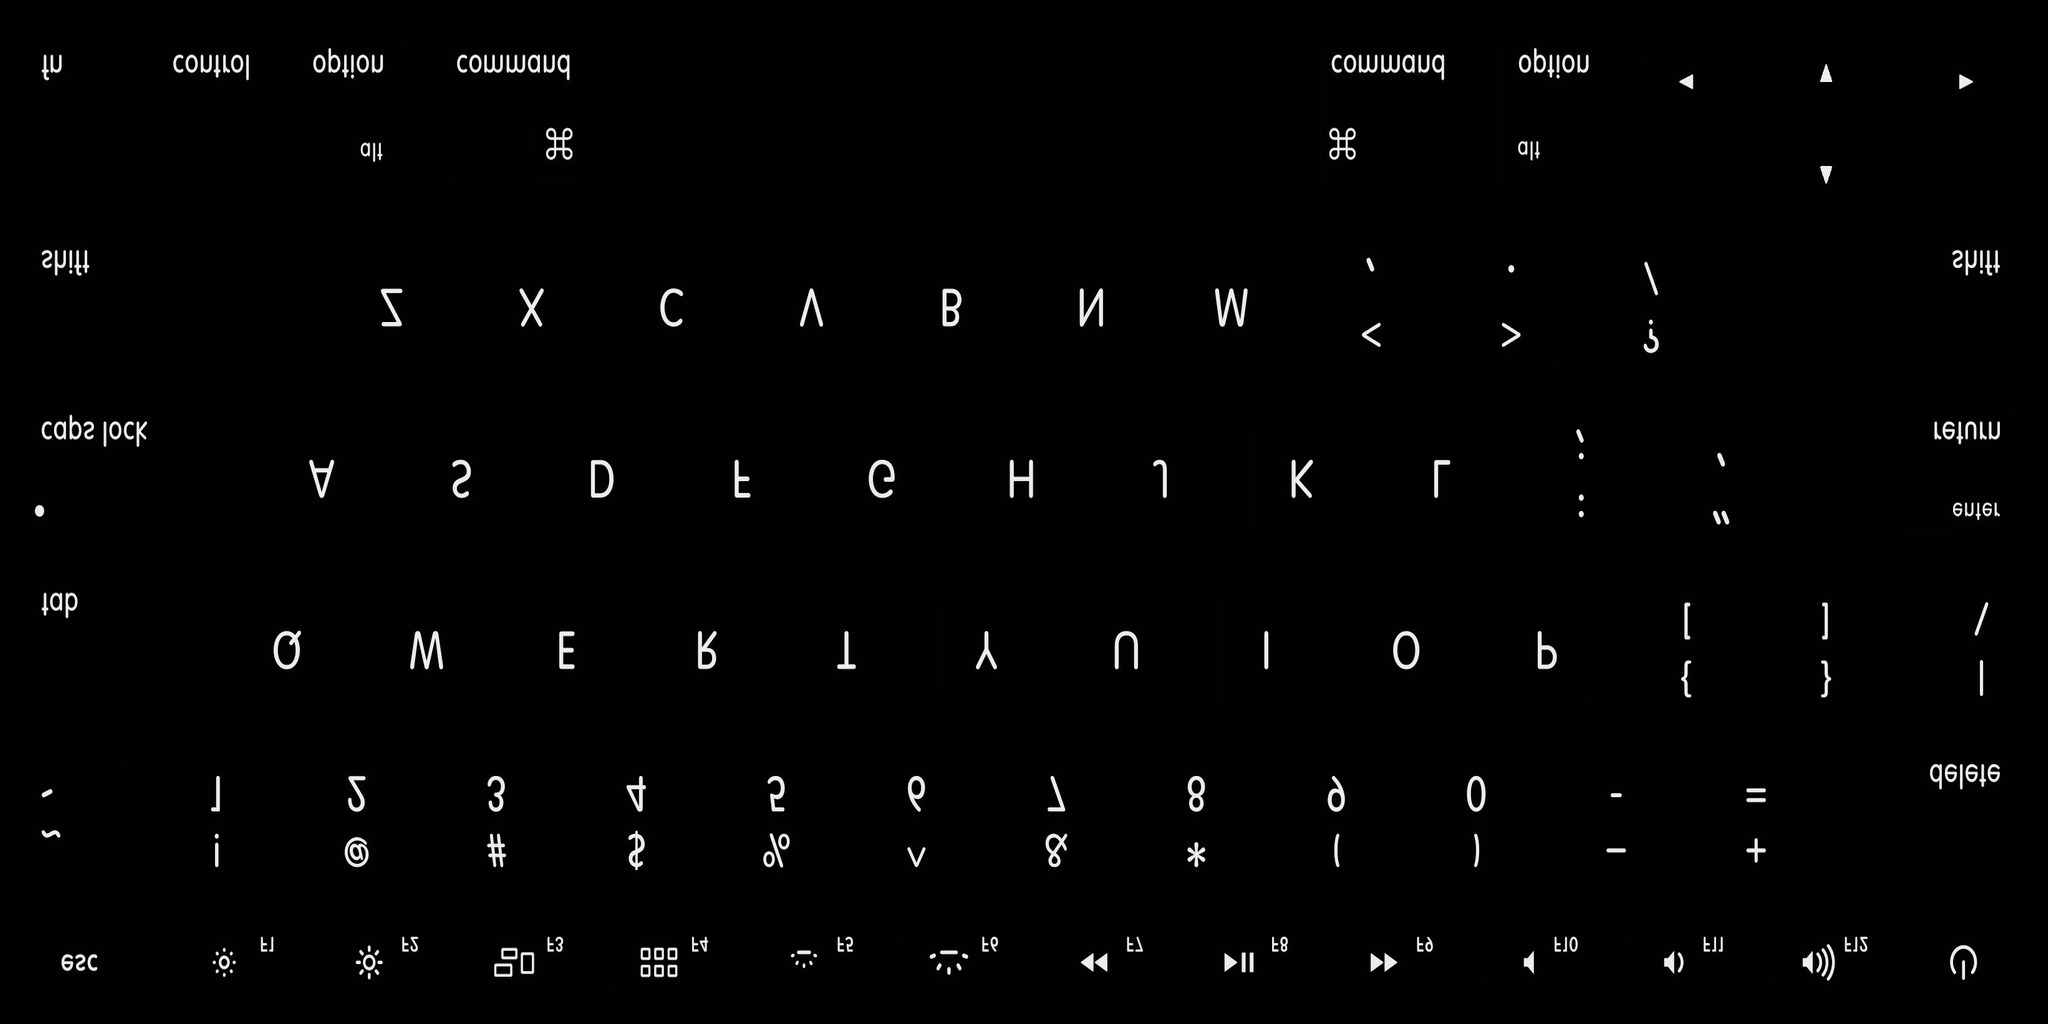 fn control option command command option
alt ⌘ ⌘ alt
shift Z X C V B N M , . / shift
< > ?
caps lock A S D F G H J K L ; ' return
: " enter
tab Q W E R T Y U I O P [ ] \
{ } |
` 1 2 3 4 5 6 7 8 9 0 - = delete
~ ! @ # $ % ^ & * ( ) _ +
esc F1 F2 F3 F4 F5 F6 F7 F8 F9 F10 F11 F12